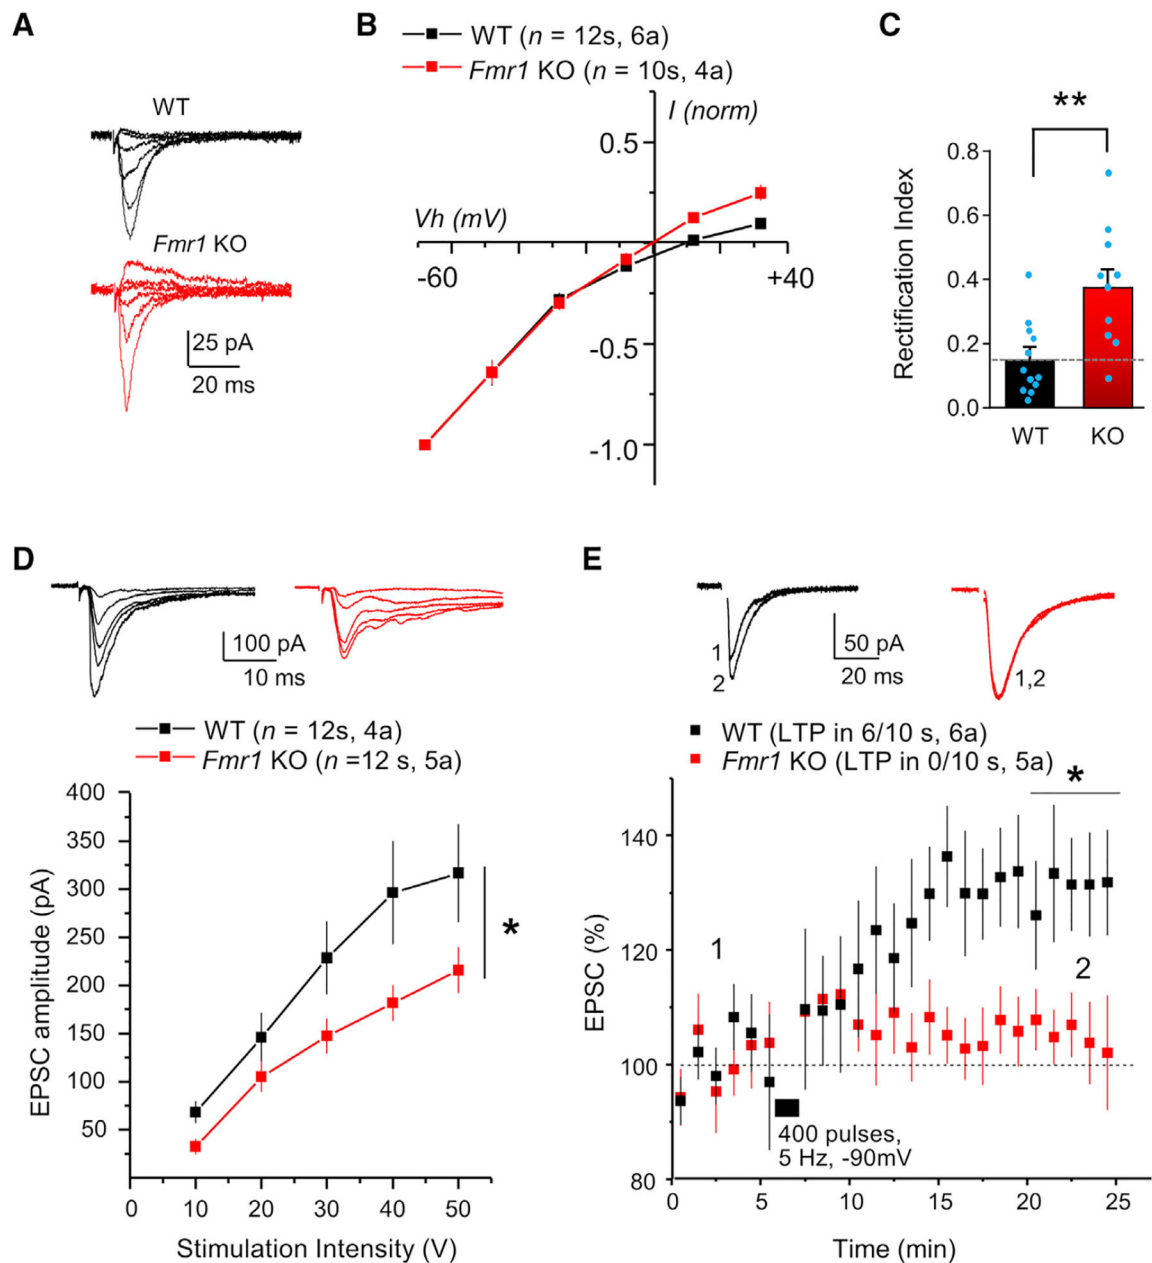 A
WT
Fmr1 KO
25 pA
20 ms
B
WT (n = 12s, 6a)
Fmr1 KO (n = 10s, 4a)
I (norm)
0.5
Vh (mV)
-60
+40
-0.5
-1.0
C
**
Rectification Index
0.8
0.6
0.4
0.2
0.0
WT
KO
D
100 pA
10 ms
WT (n = 12s, 4a)
Fmr1 KO (n =12 s, 5a)
EPSC amplitude (pA)
400
350
300
250
200
150
100
50
*
0
10
20
30
40
50
Stimulation Intensity (V)
E
1
2
50 pA
20 ms
1,2
WT (LTP in 6/10 s, 6a)
Fmr1 KO (LTP in 0/10 s, 5a)
*
EPSC (%)
140
120
100
80
1
2
400 pulses,
5 Hz, -90mV
0
5
10
15
20
25
Time (min)